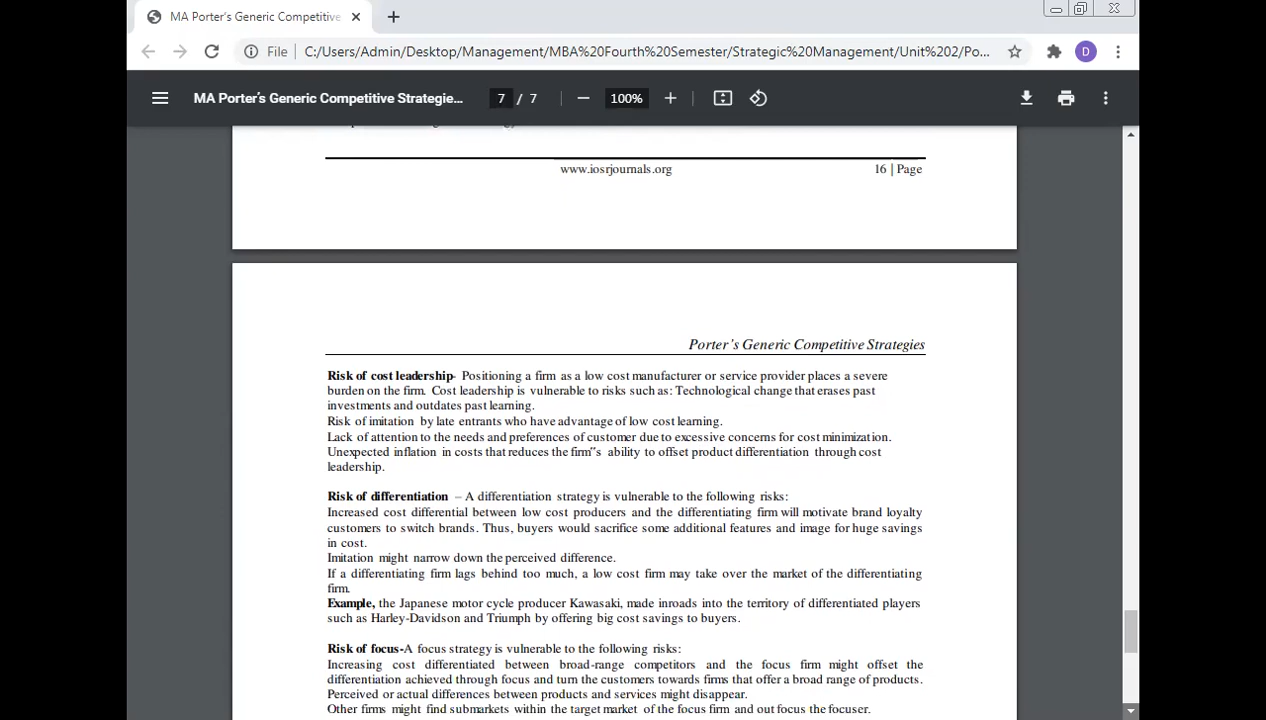 MA Porter's Generic Competitive
File C:/Users/Admin/Desktop/Management/MBA%20Fourth%20Semester/Strategic%20Management/Unit%202/Po...
D
MA Porter's Generic Competitive Strategie...
7 / 7
100%
www.iosrjournals.org 16 | Page
Porter's Generic Competitive Strategies
Risk of cost leadership- Positioning a firm as a low cost manufacturer or service provider places a severe
burden on the firm. Cost leadership is vulnerable to risks such as: Technological change that erases past
investments and outdates past learning.
Risk of imitation by late entrants who have advantage of low cost learning.
Lack of attention to the needs and preferences of customer due to excessive concerns for cost minimization.
Unexpected inflation in costs that reduces the firm"s ability to offset product differentiation through cost
leadership.
Risk of differentiation – A differentiation strategy is vulnerable to the following risks:
Increased cost differential between low cost producers and the differentiating firm will motivate brand loyalty
customers to switch brands. Thus, buyers would sacrifice some additional features and image for huge savings
in cost.
Imitation might narrow down the perceived difference.
If a differentiating firm lags behind too much, a low cost firm may take over the market of the differentiating
firm.
Example, the Japanese motor cycle producer Kawasaki, made inroads into the territory of differentiated players
such as Harley-Davidson and Triumph by offering big cost savings to buyers.
Risk of focus-A focus strategy is vulnerable to the following risks:
Increasing cost differentiated between broad-range competitors and the focus firm might offset the
differentiation achieved through focus and turn the customers towards firms that offer a broad range of products.
Perceived or actual differences between products and services might disappear.
Other firms might find submarkets within the target market of the focus firm and out focus the focuser.